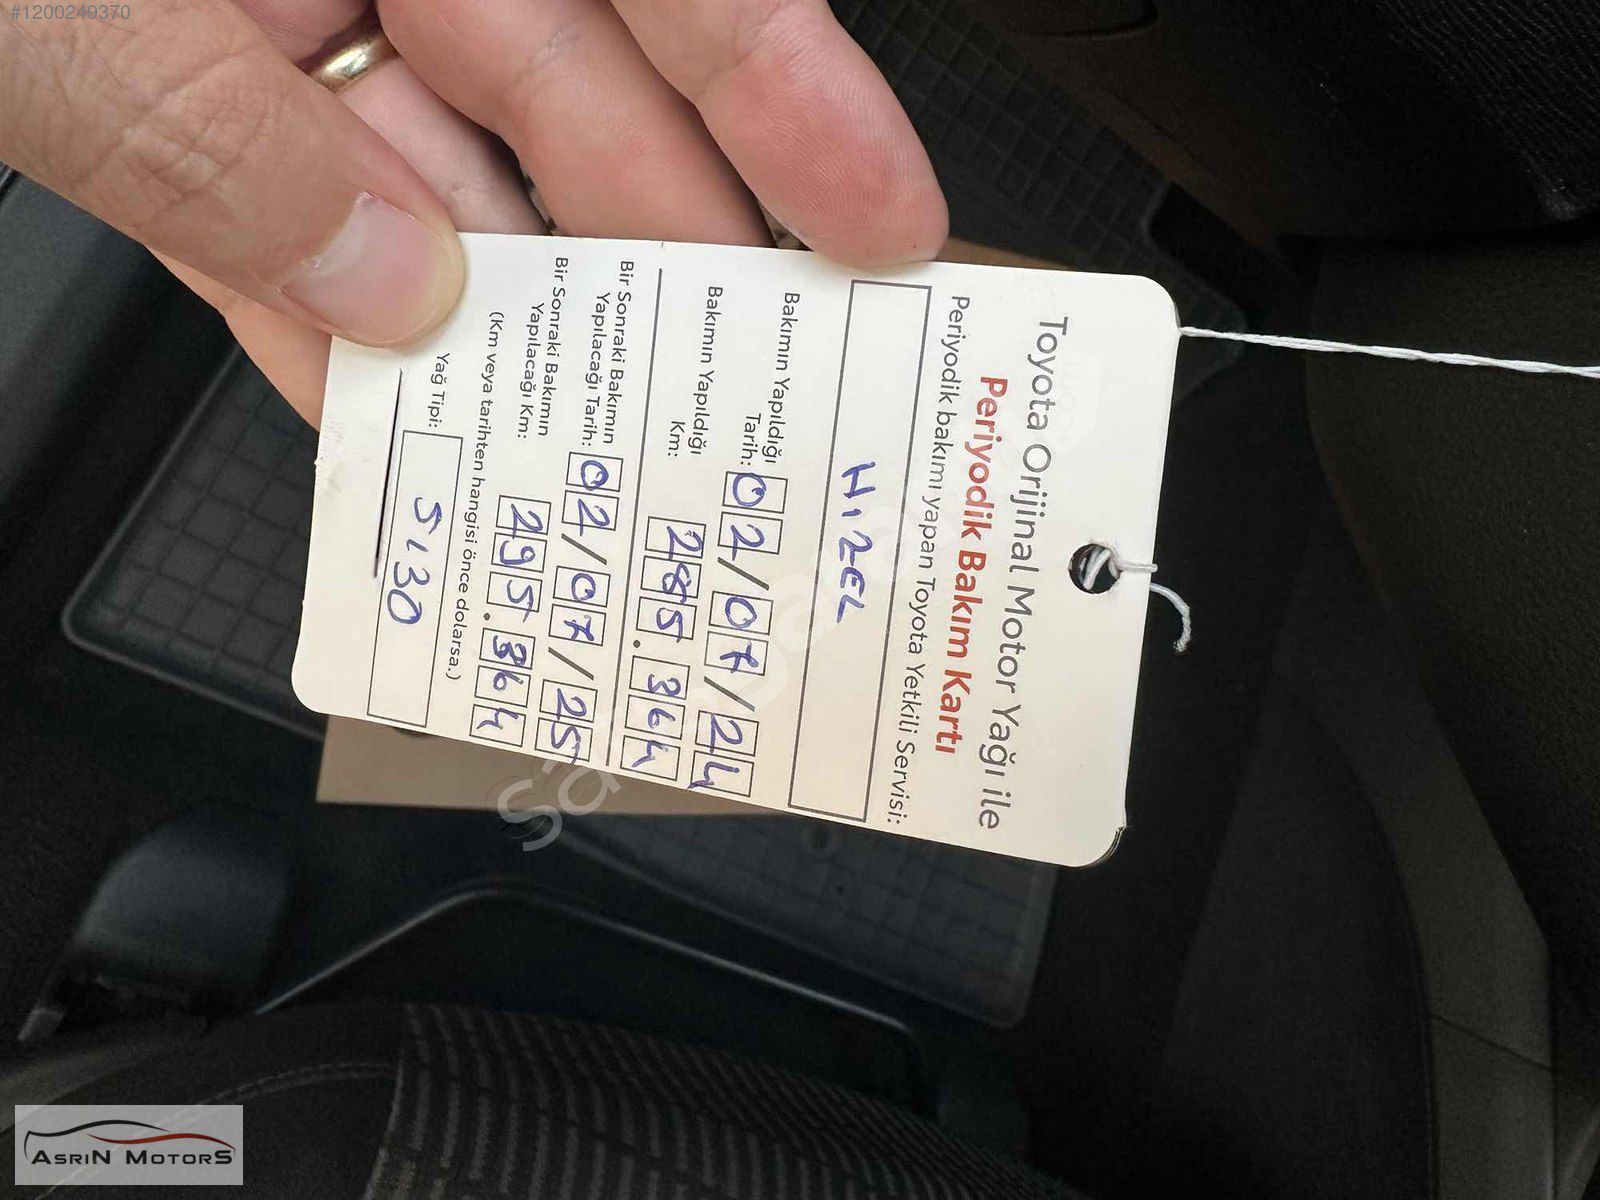 #1200249370
Toyota Orijinal Motor Yağı ile
Periyodik Bakım Kartı
Periyodik bakımı yapan Toyota Yetkili Servisi:
HIZEL
Bakımın Yapıldığı
Tarih: 02/07/24
Bakımın Yapıldığı
Km: 285.364
Bir Sonraki Bakımın
Yapılacağı Tarih: 02/07/25
Bir Sonraki Bakımın
Yapılacağı Km: 295.364
(Km veya tarihten hangisi önce dolarsa.)
Yağ Tipi: 5130
ASRIN MOTORS